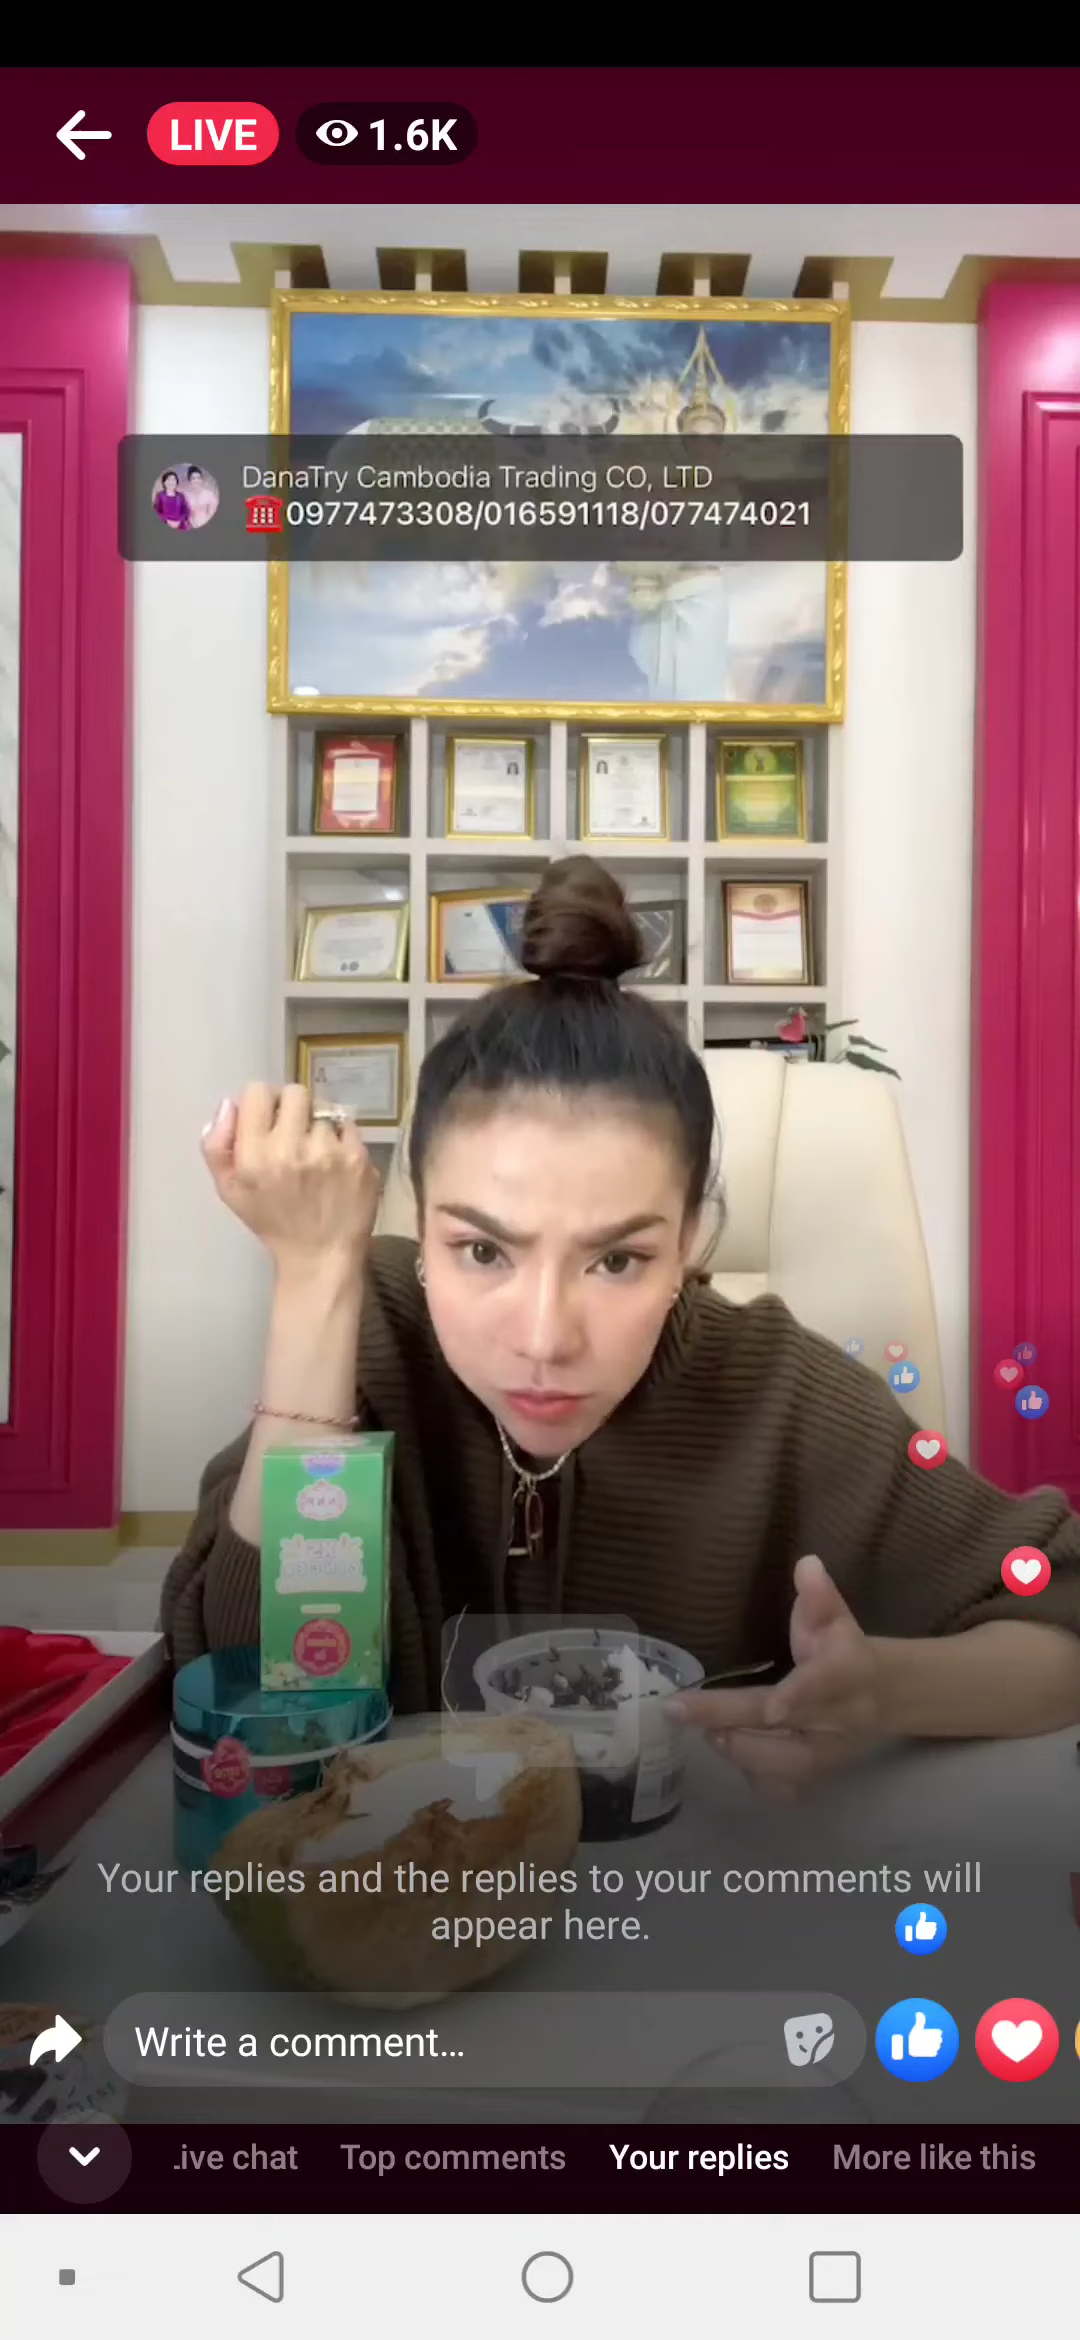 LIVE
1.6K
DanaTry Cambodia Trading CO, LTD
☎0977473308/016591118/077474021
Your replies and the replies to your comments will
appear here.
Write a comment...
.ive chat
Top comments
Your replies
More like this